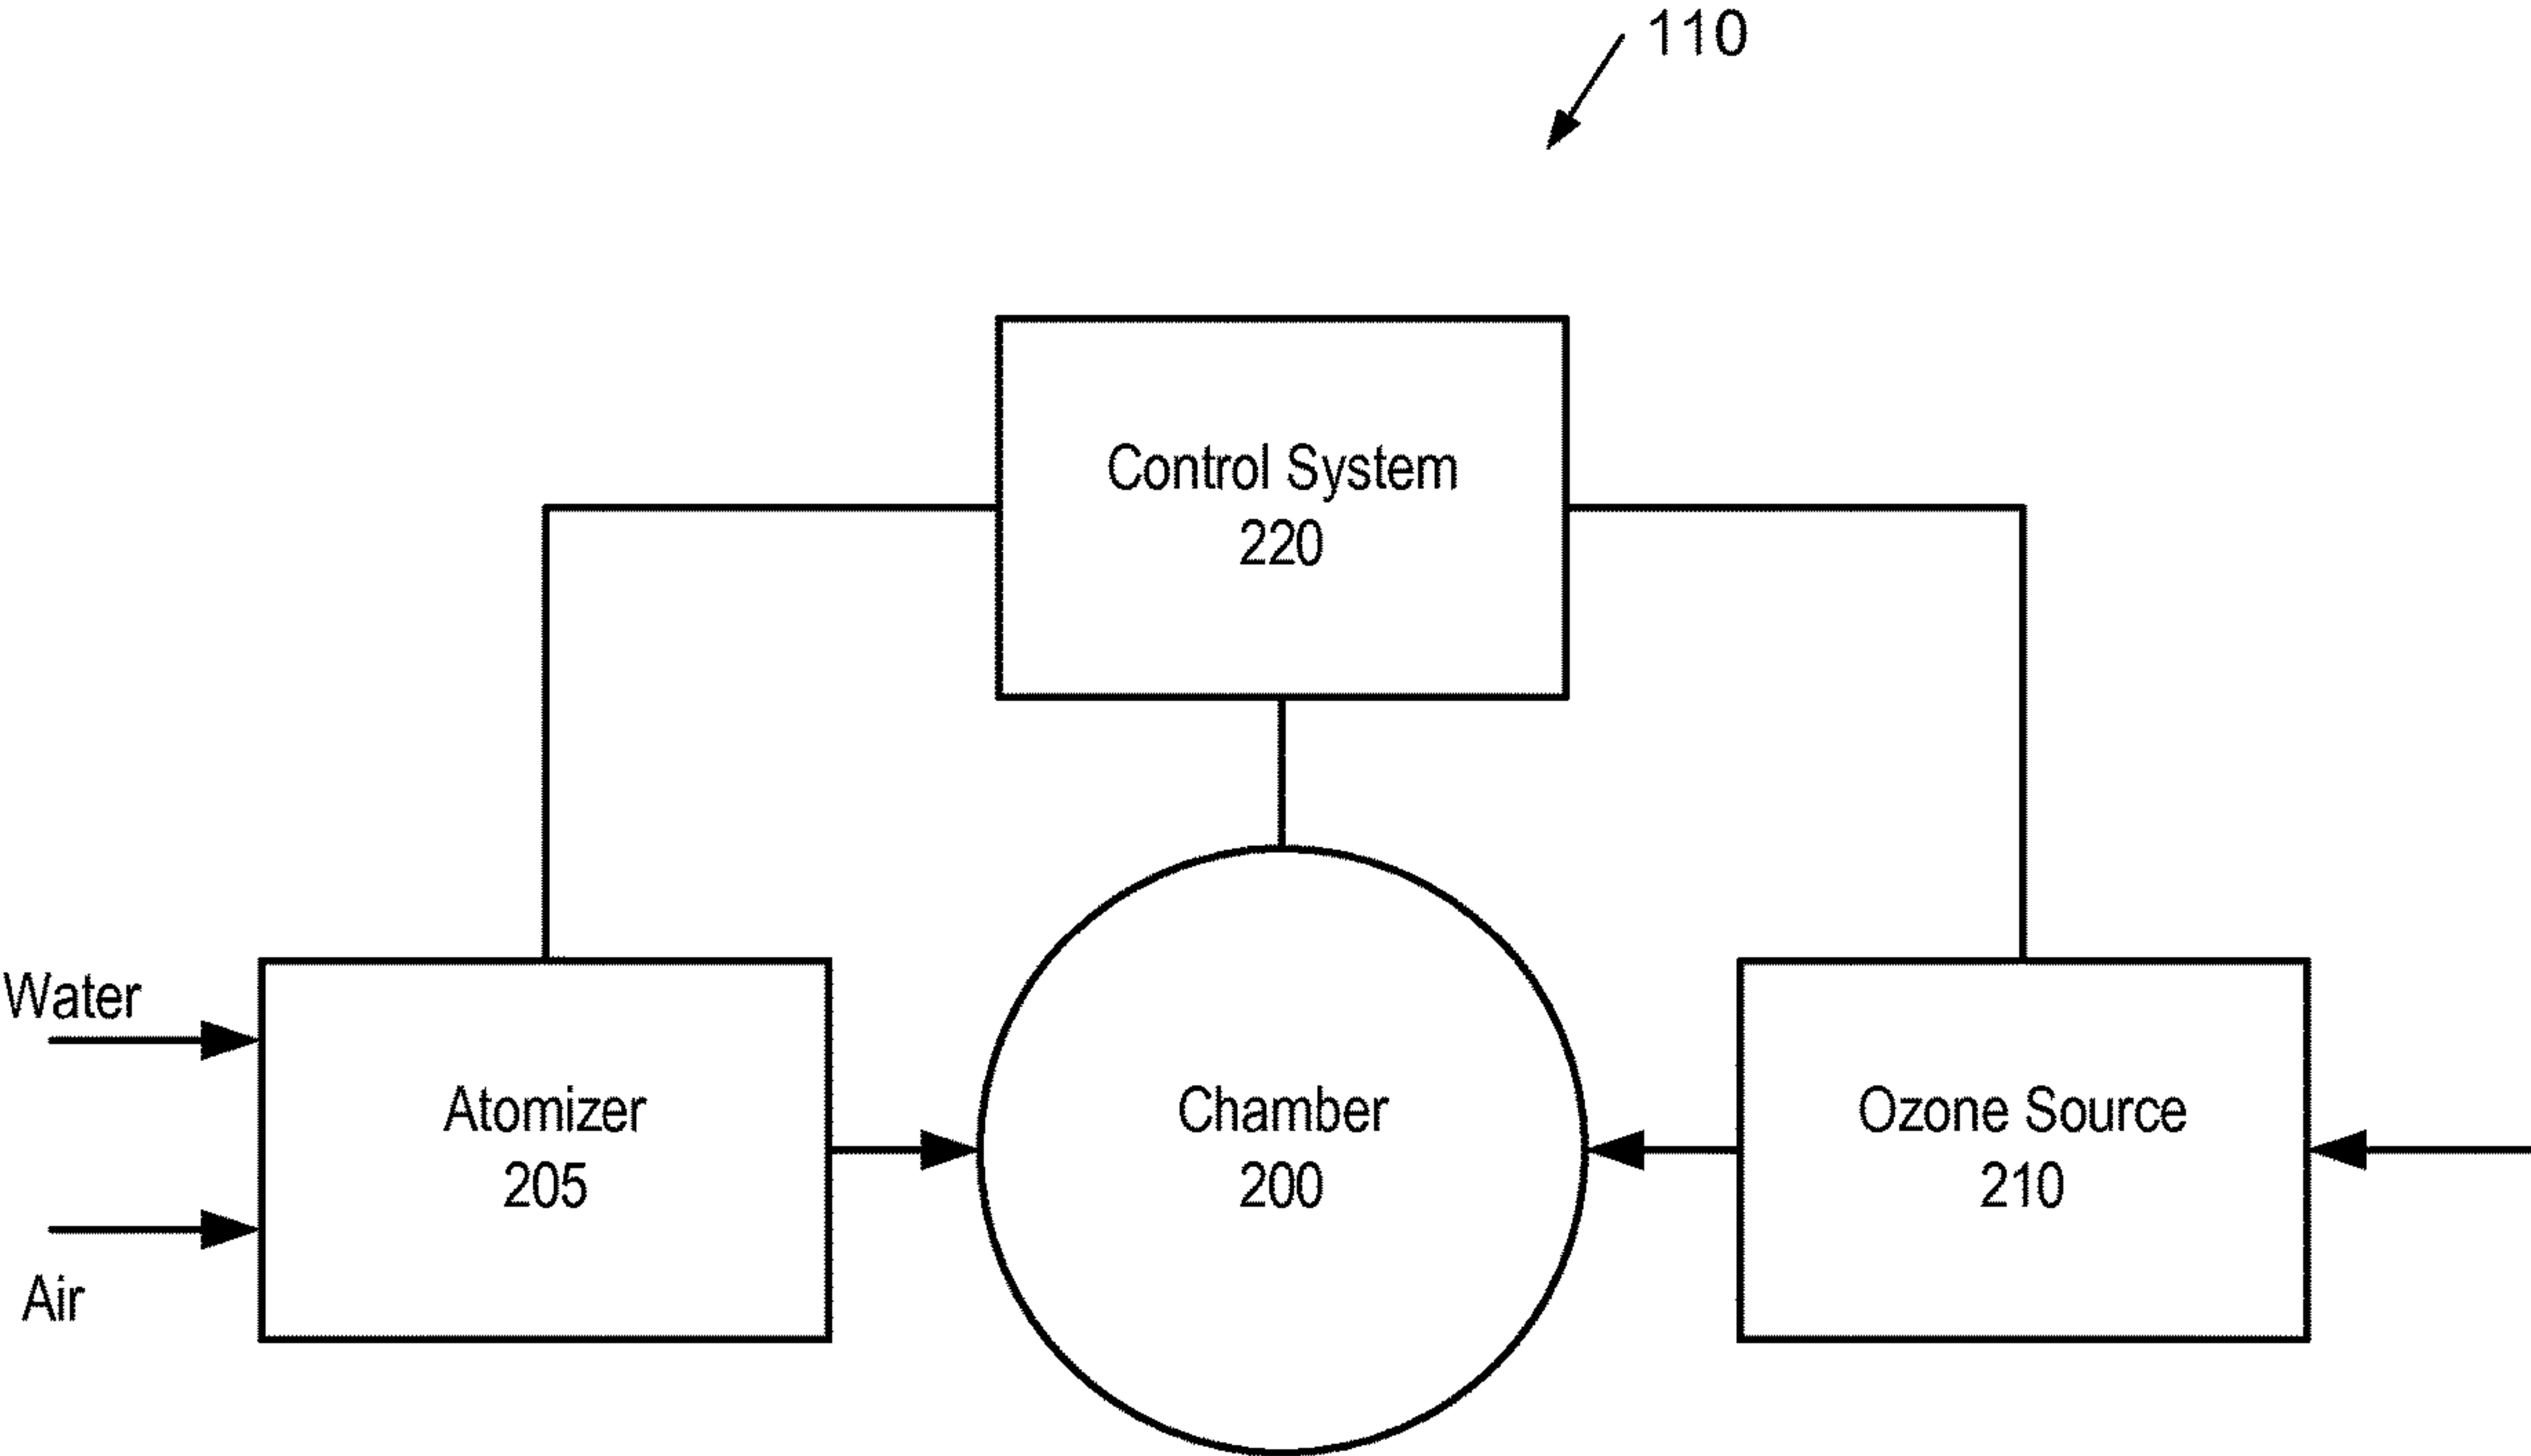 110
Control System
220
Water
Atomizer
205
Air
Chamber
200
Ozone Source
210